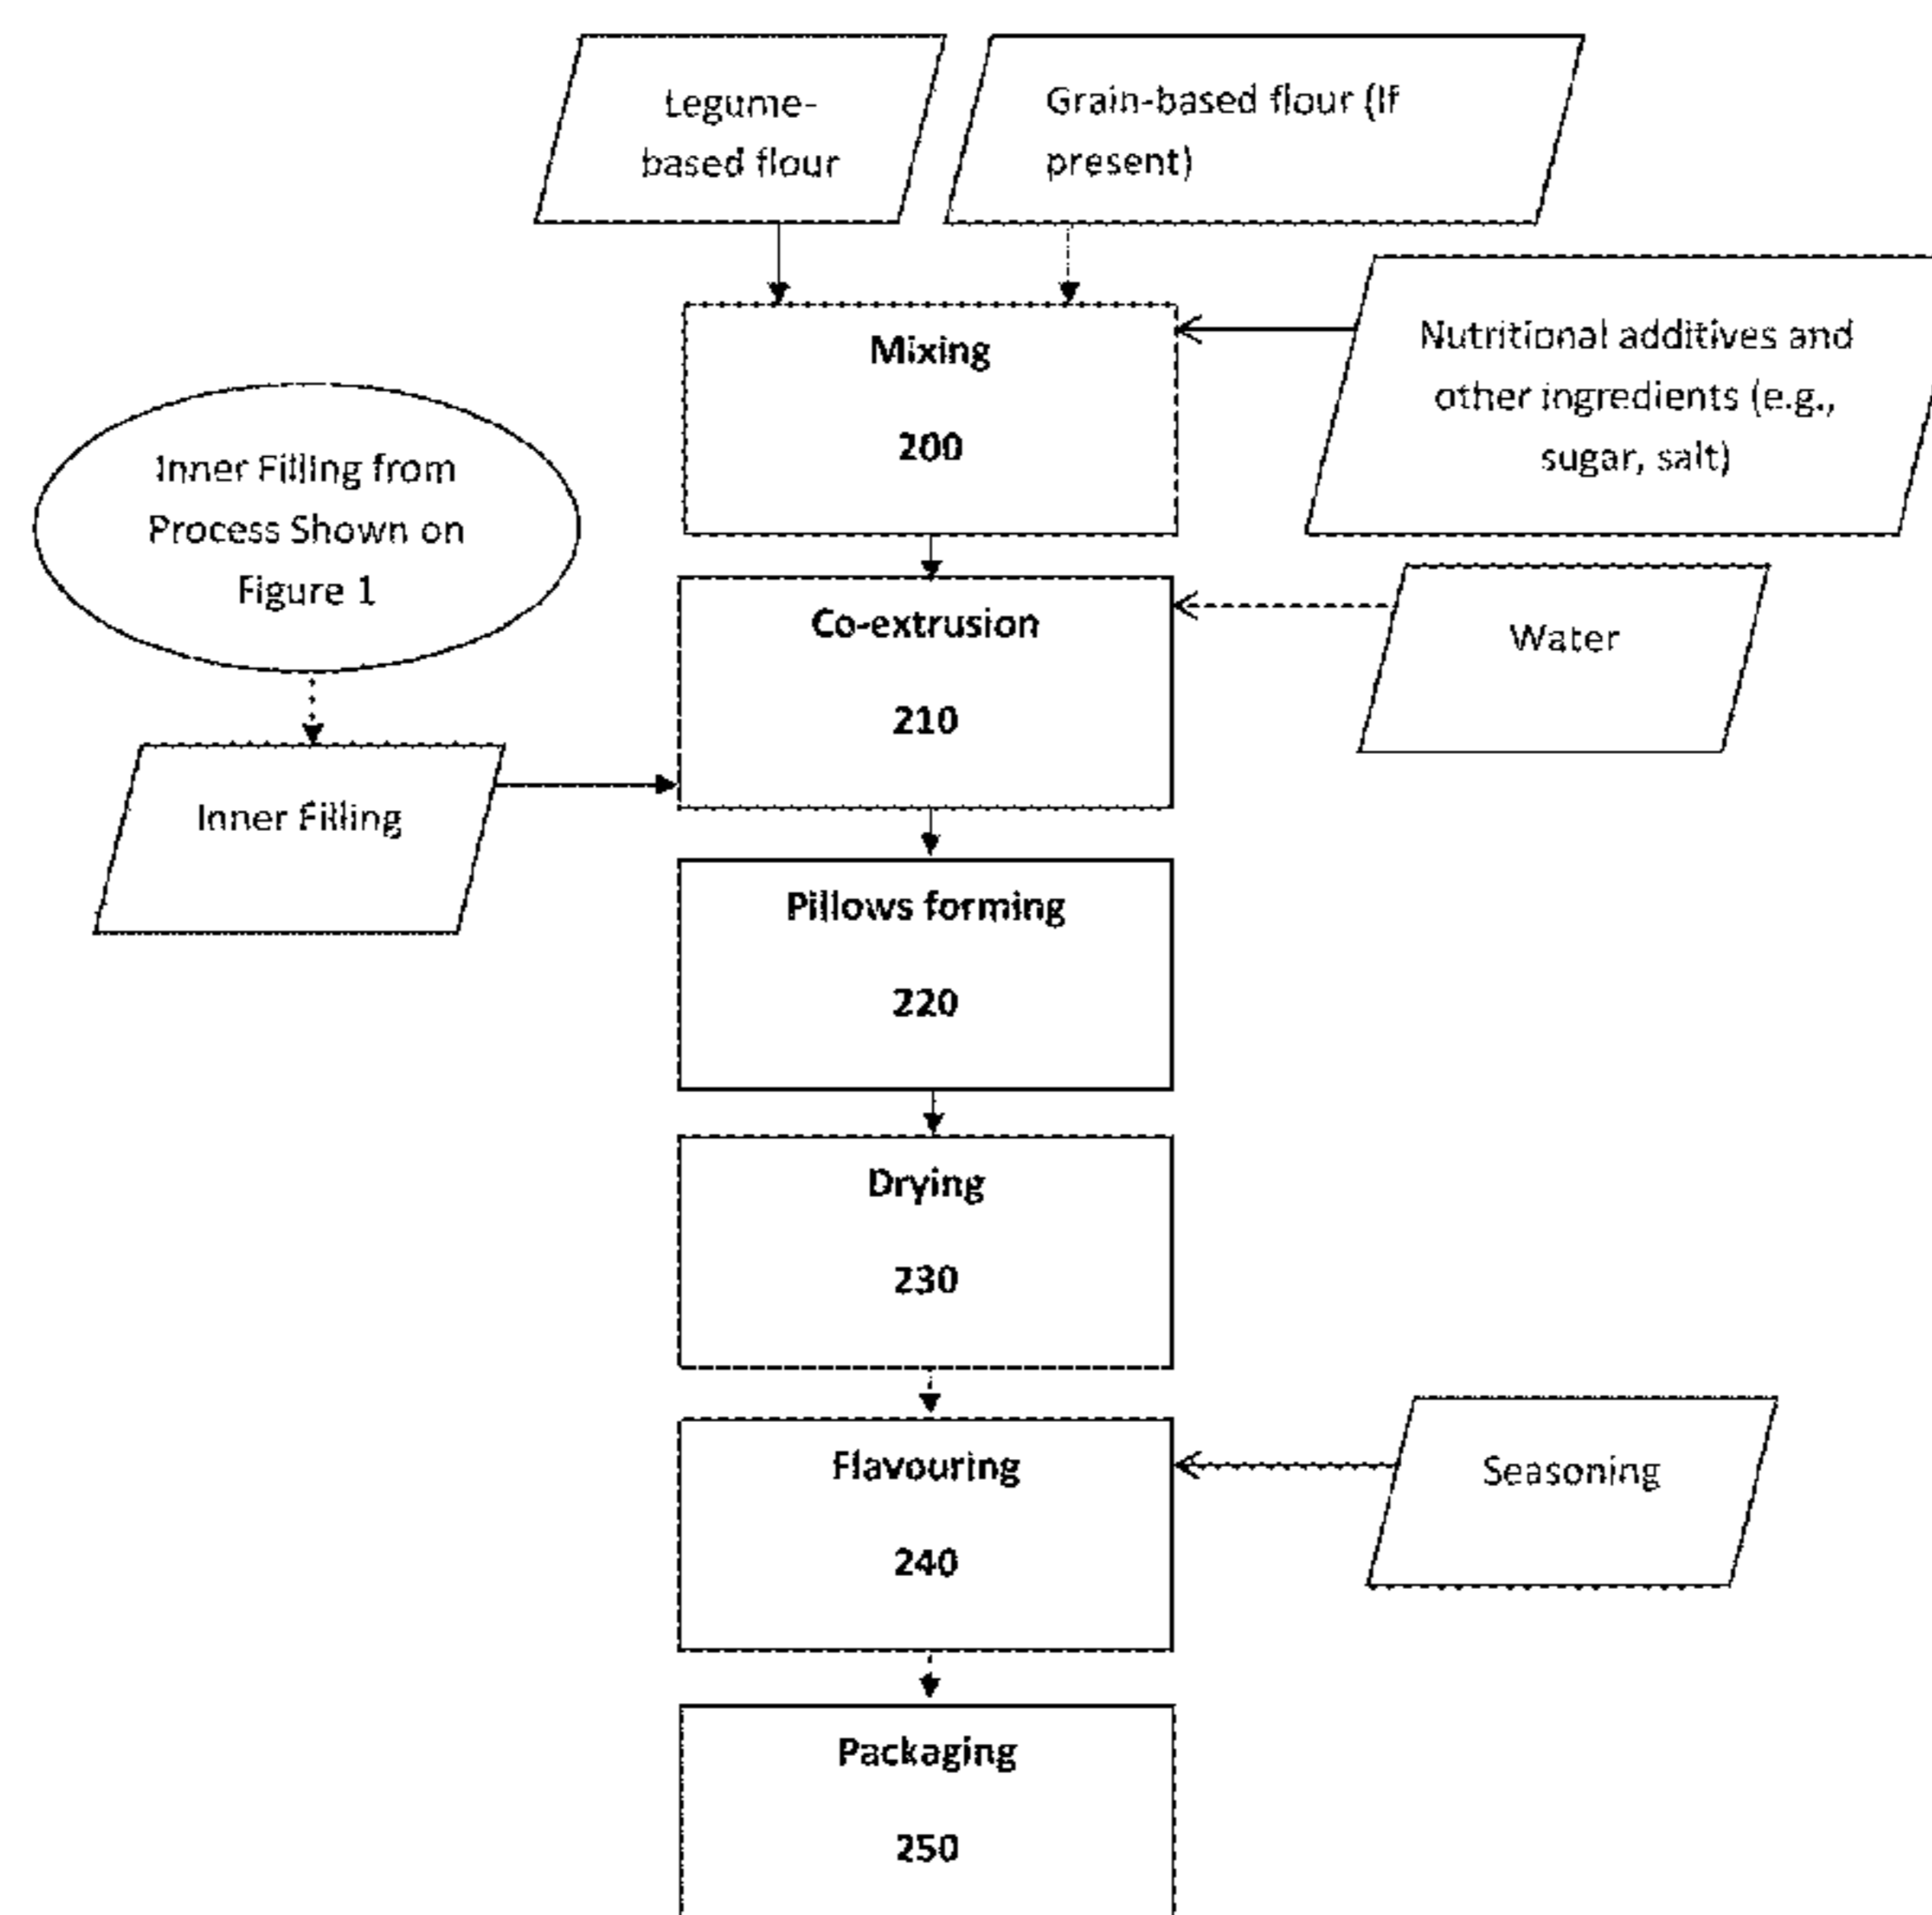 Legume-
based flour
Grain-based flour (If
present)
Mixing
200
Nutritional additives and
other ingredients (e.g.,
sugar, salt)
Inner Filling from
Process Shown on
Figure 1
Co-extrusion
210
Water
Inner Filling
Pillows forming
220
Drying
230
Flavouring
240
Seasoning
Packaging
250